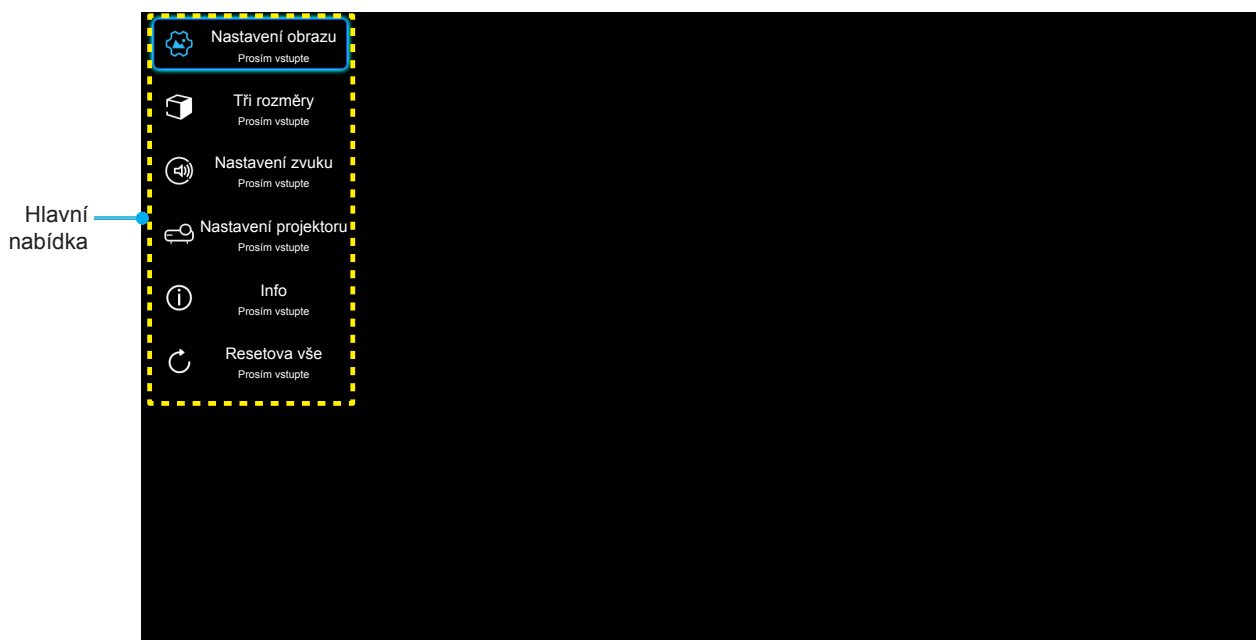 Hlavní
nabídka
Nastavení obrazu
Prosím vstupte
Tři rozměry
Prosím vstupte
Nastavení zvuku
Prosím vstupte
Nastavení projektoru
Prosím vstupte
Info
Prosím vstupte
Resetova vše
Prosím vstupte